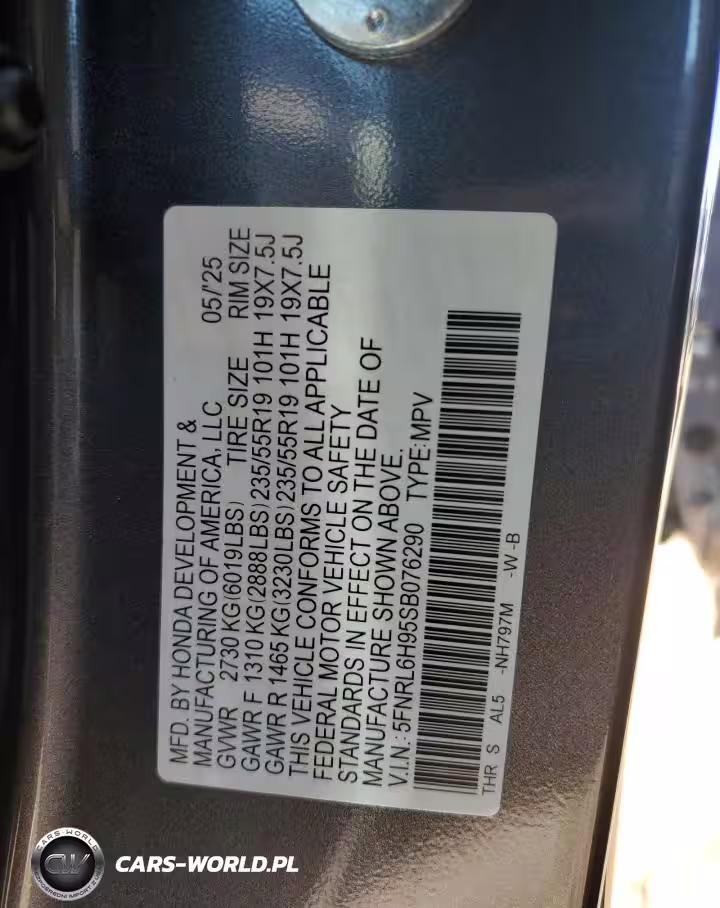 MFD. BY HONDA DEVELOPMENT &
MANUFACTURING OF AMERICA, LLC 05/'25
GVWR 2730 KG(6019LBS) TIRE SIZE RIM SIZE
GAWR F 1310 KG(2888LBS)235/55R19 101H 19X7.5J
GAWR R 1465 KG(3230LBS)235/55R19 101H 19X7.5J
THIS VEHICLE CONFORMS TO ALL APPLICABLE
FEDERAL MOTOR VEHICLE SAFETY
STANDARDS IN EFFECT ON THE DATE OF
MANUFACTURE SHOWN ABOVE.
V.I.N.: 5FNRL6H95SB076290 TYPE:MPV
THR S AL5 -NH797M -W-B
CARS-WORLD
CW
CARS-WORLD.PL